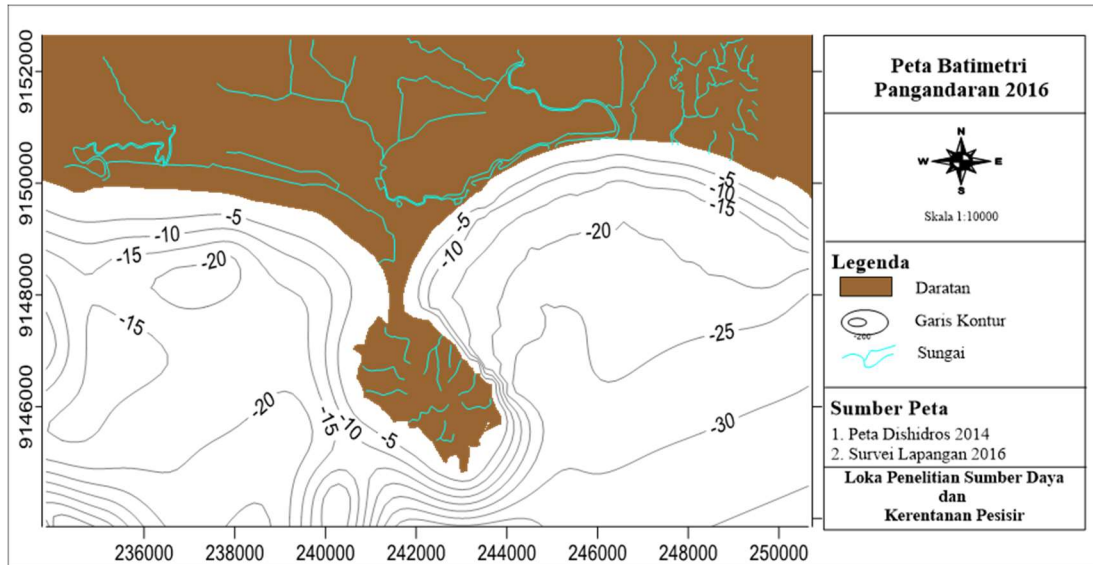 9152000
9150000
9148000
9146000
236000 238000 240000 242000 244000 246000 248000 250000
-5
-10
-15
-20
-15
-20
-15
-10
-5
-5
-10
-20
-5
-10
-15
-25
-30
Peta Batimetri
Pangandaran 2016
N
W E
S
Skala 1:10000
Legenda
Daratan
Garis Kontur
-200
Sungai
Sumber Peta
1. Peta Dishidros 2014
2. Survei Lapangan 2016
Loka Penelitian Sumber Daya
dan
Kerentanan Pesisir